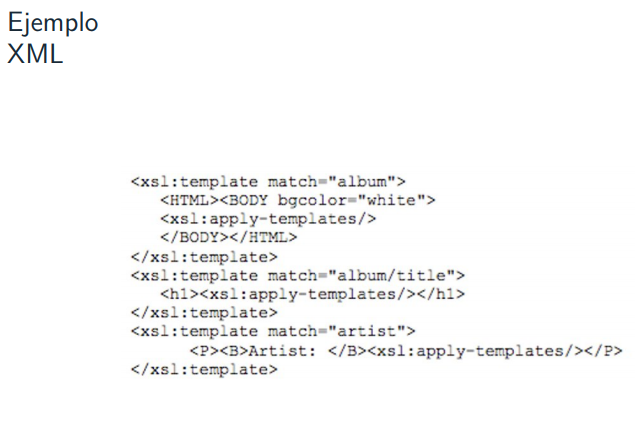 Ejemplo
XML
<xsl:template match="album">
<HTML><BODY bgcolor="white">
<xsl:apply-templates/>
</BODY></HTML>
</xsl:template>
<xsl:template match="album/title">
<h1><xsl:apply-templates/></h1>
</xsl:template>
<xsl:template match="artist">
<P><B>Artist: </B><xsl:apply-templates/></P>
</xsl:template>